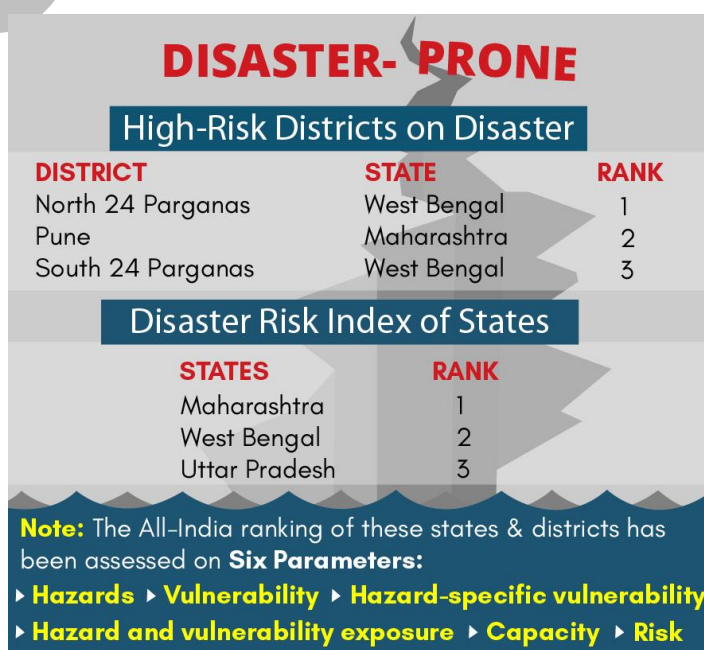 DISASTER- PRONE
High-Risk Districts on Disaster
DISTRICT STATE RANK
North 24 Parganas West Bengal 1
Pune Maharashtra 2
South 24 Parganas West Bengal 3
Disaster Risk Index of States
STATES RANK
Maharashtra 1
West Bengal 2
Uttar Pradesh 3
Note: The All-India ranking of these states & districts has
been assessed on Six Parameters:
▸ Hazards ▸ Vulnerability ▸ Hazard-specific vulnerability
▸ Hazard and vulnerability exposure ▸ Capacity ▸ Risk